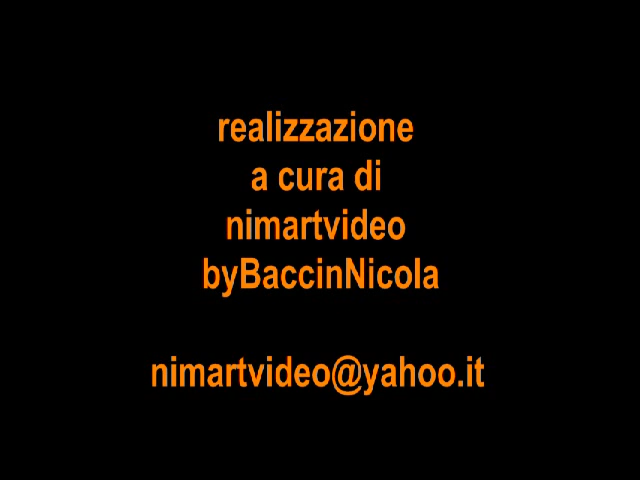 realizzazione
a cura di
nimartvideo
byBaccinNicola
nimartvideo@yahoo.it